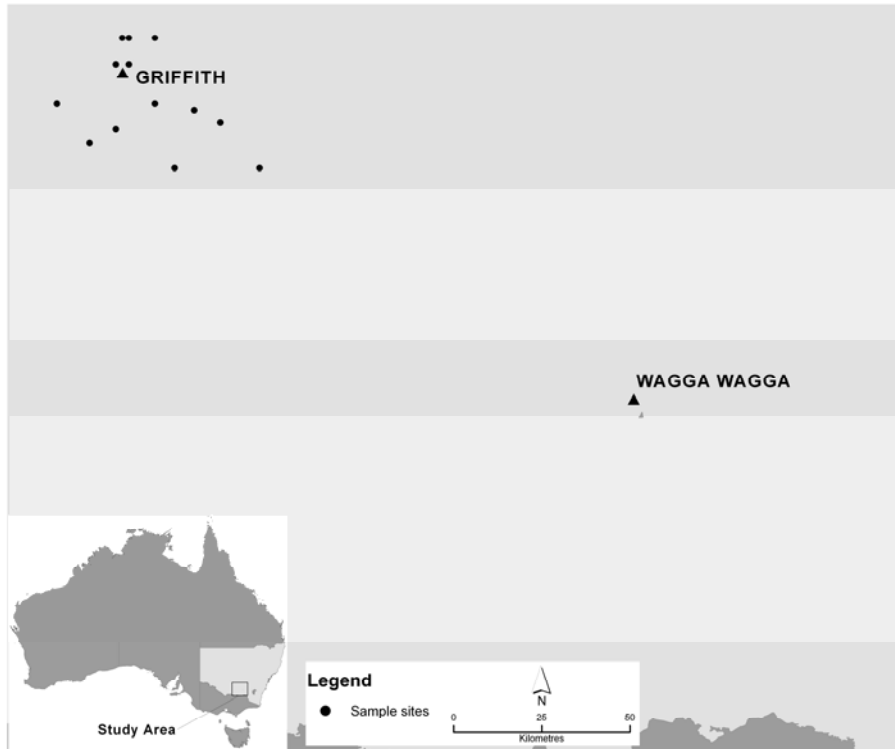 GRIFFITH
WAGGA WAGGA
Study Area
Legend
Sample sites
N
0 25 50
Kilometres